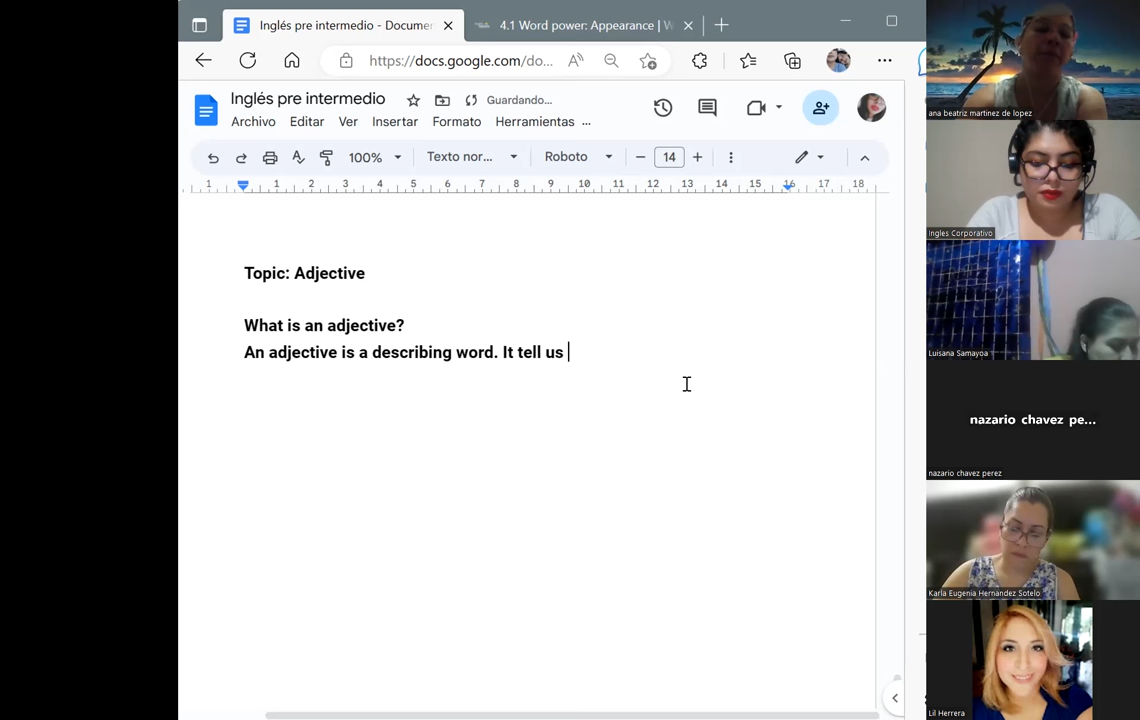 Inglés pre intermedio - Documen
4.1 Word power: Appearance | W
https://docs.google.com/do...
Inglés pre intermedio
Guardando...
Archivo Editar Ver Insertar Formato Herramientas ...
100% Texto nor... Roboto 14
1 1 2 3 4 5 6 7 8 9 10 11 12 13 14 15 16 17 18
Topic: Adjective
What is an adjective?
An adjective is a describing word. It tell us
ana beatriz martinez de lopez
Ingles Corporativo
Luisana Samayoa
nazario chavez pe...
nazario chavez perez
Karla Eugenia Hernández Sotelo
Lil Herrera